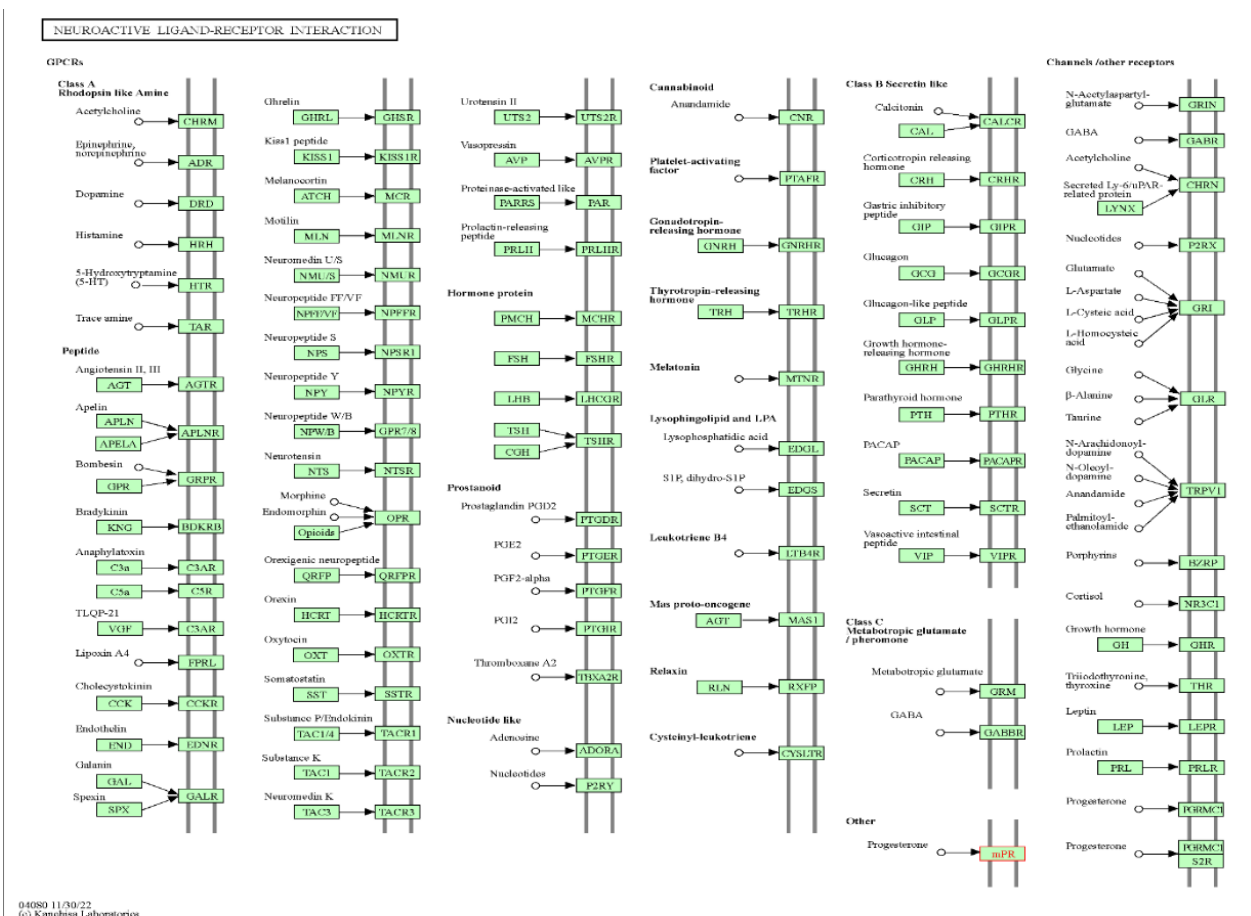 NEUROACTIVE LIGAND-RECEPTOR INTERACTION
GPCRs
Class A
Rhodopsin like Amine
Acetylcholine
CHRM
Epinephrine,
norepinephrine
ADR
Dopamine
DRD
Histamine
HRH
5-Hydroxytryptamine
(5-HT)
HTR
Trace amine
TAR
Peptide
Angiotensin II, III
AGT AGTR
Apelin
APLN
APLNR
APELA
Bombesin
GRPR
GPR
Bradykinin
KNG BDKRB
Anaphylatoxin
C3a C3AR
C5a C5R
TLQP-21
VGF C3AR
Lipoxin A4
FPRL
Cholecystokinin
CCK CCKR
Endothelin
END EDNR
Galanin
GAL
Spexin
GALR
SPX
Ghrelin
GHRL GHSR
Kiss1 peptide
KISS1 KISS1R
Melanocortin
ATCH MCR
Motilin
MLN MLNR
Neuromedin U/S
NMU/S NMUR
Neuropeptide FF/VF
NPFF/VF NPFFR
Neuropeptide S
NPS NPSR1
Neuropeptide Y
NPY NPYR
Neuropeptide W/B
NPW/B GPR7/8
Neurotensin
NTS NTSR
Morphine
Endomorphin
OPR
Opioids
Orexigenic neuropeptide
QRFP QRFPR
Orexin
HCRT HCRTR
Oxytocin
OXT OXTR
Somatostatin
SST SSTR
Substance P/Endokinin
TAC1/4 TACR1
Substance K
TAC1 TACR2
Neuromedin K
TAC3 TACR3
Urotensin II
UTS2 UTS2R
Vasopressin
AVP AVPR
Proteinase-activated like
PARRS PAR
Prolactin-releasing
peptide
PRLH PRLHR
Hormone protein
PMCH MCHR
FSH FSHR
LHB LHCGR
TSH
TSHR
CGH
Prostanoid
Prostaglandin PGD2
PTGDR
PGE2
PTGER
PGF2-alpha
PTGFR
PGI2
PTGIR
Thromboxane A2
TBXA2R
Nucleotide like
Adenosine
ADORA
Nucleotides
P2RY
Cannabinoid
Anandamide
CNR
Platelet-activating
factor
PTAFR
Gonadotropin-
releasing hormone
GNRH GNRHR
Thyrotropin-releasing
hormone
TRH TRHR
Melatonin
MTNR
Lysophingolipid and LPA
Lysophosphatidic acid
EDGL
S1P, dihydro-S1P
EDGS
Leukotriene B4
LTB4R
Mas proto-oncogene
AGT MAS1
Relaxin
RLN RXFP
Cysteinyl-leukotriene
CYSLTR
Class B Secretin like
Calcitonin
CALCR
CAL
Corticotropin releasing
hormone
CRH CRHR
Gastric inhibitory
peptide
GIP GIPR
Glucagon
GCG GCGR
Glucagon-like peptide
GLP GLPR
Growth hormone-
releasing hormone
GHRH GHRHR
Parathyroid hormone
PTH PTHR
PACAP
PACAP PACAPR
Secretin
SCT SCTR
Vasoactive intestinal
peptide
VIP VIPR
Class C
Metabotropic glutamate
/ pheromone
Metabotropic glutamate
GRM
GABA
GABBR
Other
Progesterone
mPR
Channels /other receptors
N-Acetylaspartyl-
glutamate
GRIN
GABA
GABR
Acetylcholine
CHRN
Secreted Ly-6/uPAR-
related protein
LYNX
Nucleotides
P2RX
Glutamate
L-Aspartate
L-Cysteic acid
GRI
L-Homocysteic
acid
Glycine
β-Alanine
GLR
Taurine
N-Arachidonoyl-
dopamine
N-Oleoyl-
dopamine
TRPV1
Anandamide
Palmitoyl-
ethanolamide
Porphyrins
BZRP
Cortisol
NR3C1
Growth hormone
GH GHR
Triiodothyronine,
thyroxine
THR
Leptin
LEP LEPR
Prolactin
PRL PRLR
Progesterone
PGRMC1
Progesterone
PGRMC1
S2R
04080 11/30/22
(c) Kanehisa Laboratories